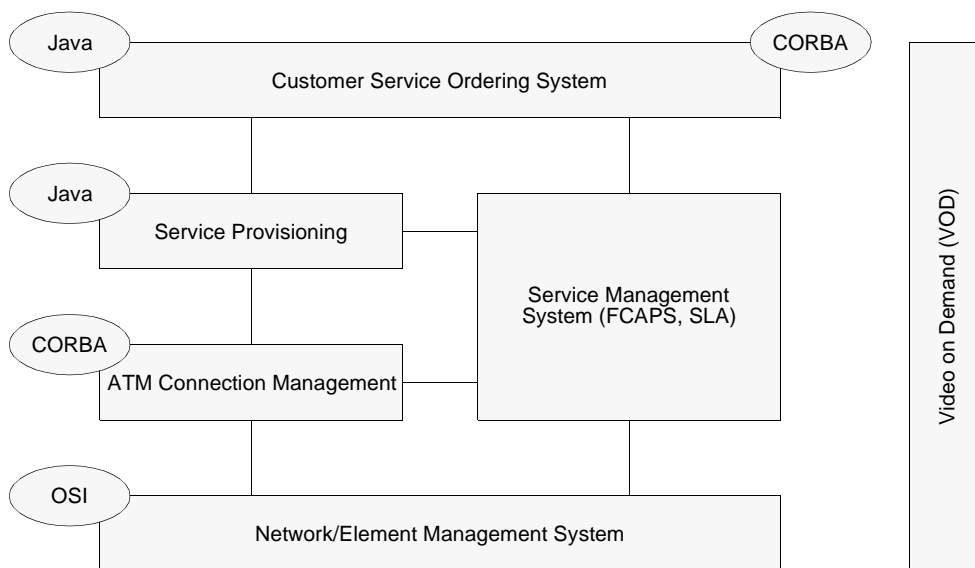 Java
CORBA
Customer Service Ordering System
Java
Service Provisioning
Service Management
System (FCAPS, SLA)
CORBA
ATM Connection Management
OSI
Network/Element Management System
Video on Demand (VOD)